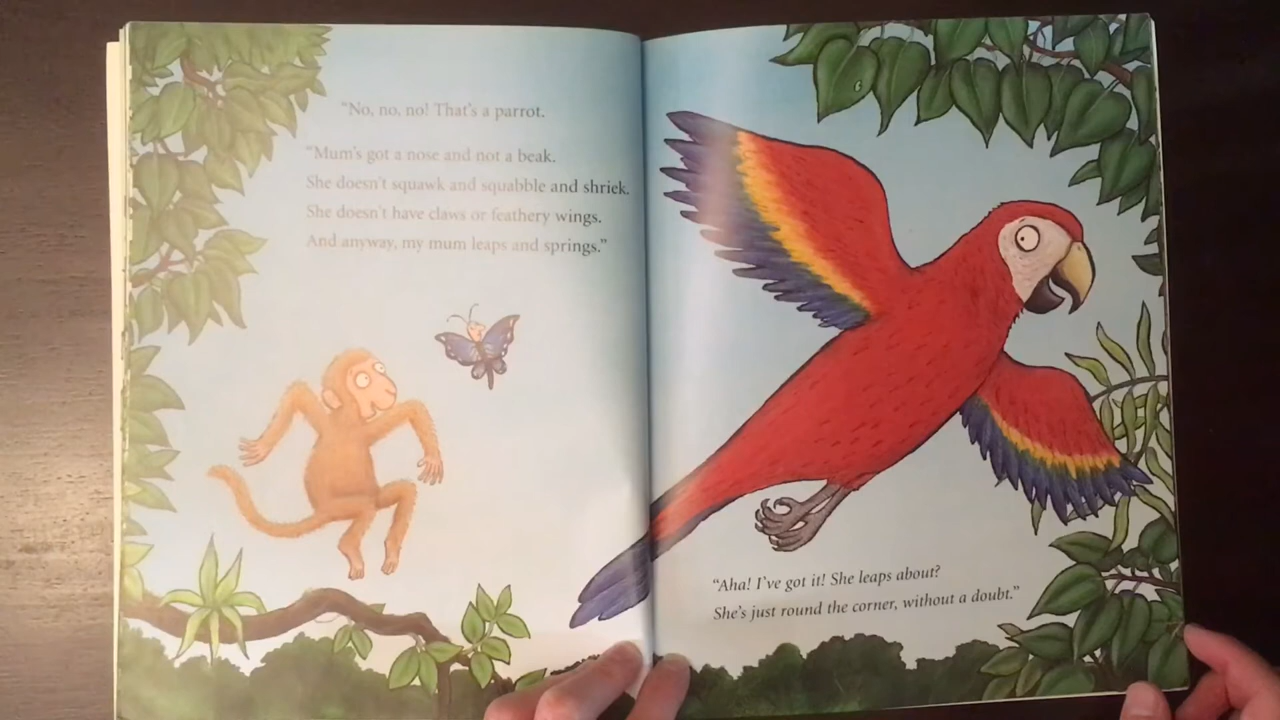 "No, no, no! That's a parrot.
"Mum's got a nose and not a beak.
She doesn't squawk and squabble and shriek.
She doesn't have claws or feathery wings.
And anyway, my mum leaps and springs."
"Aha! I've got it! She leaps about?
She's just round the corner, without a doubt."